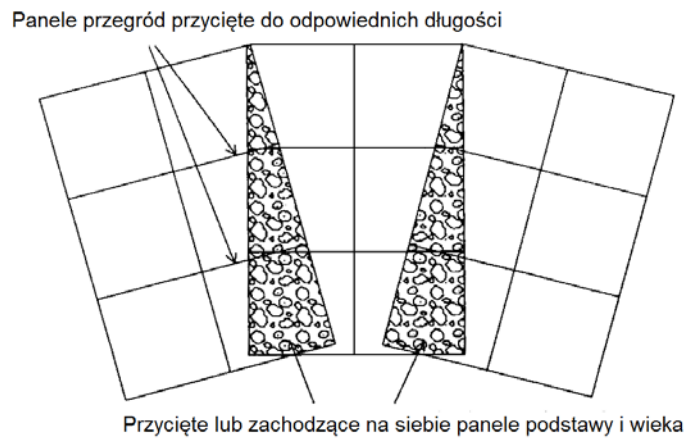 Panele przegród przycięte do odpowiednich długości
Przycięte lub zachodzące na siebie panele podstawy i wieka